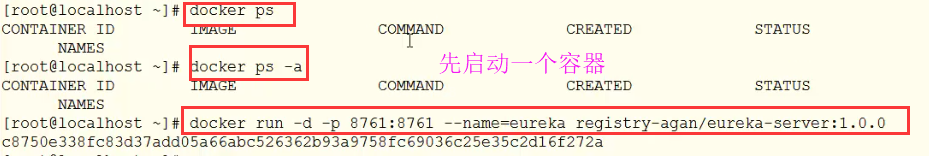 [root@localhost ~]# docker ps
CONTAINER ID IMAGE COMMAND CREATED STATUS
NAMES
[root@localhost ~]# docker ps -a
先启动一个容器
CONTAINER ID IMAGE COMMAND CREATED STATUS
NAMES
[root@localhost ~]# docker run -d -p 8761:8761 --name=eureka registry-agan/eureka-server:1.0.0
c8750e338fc83d37add05a66abc526362b93a9758fc69036c25e35c2d16f272a